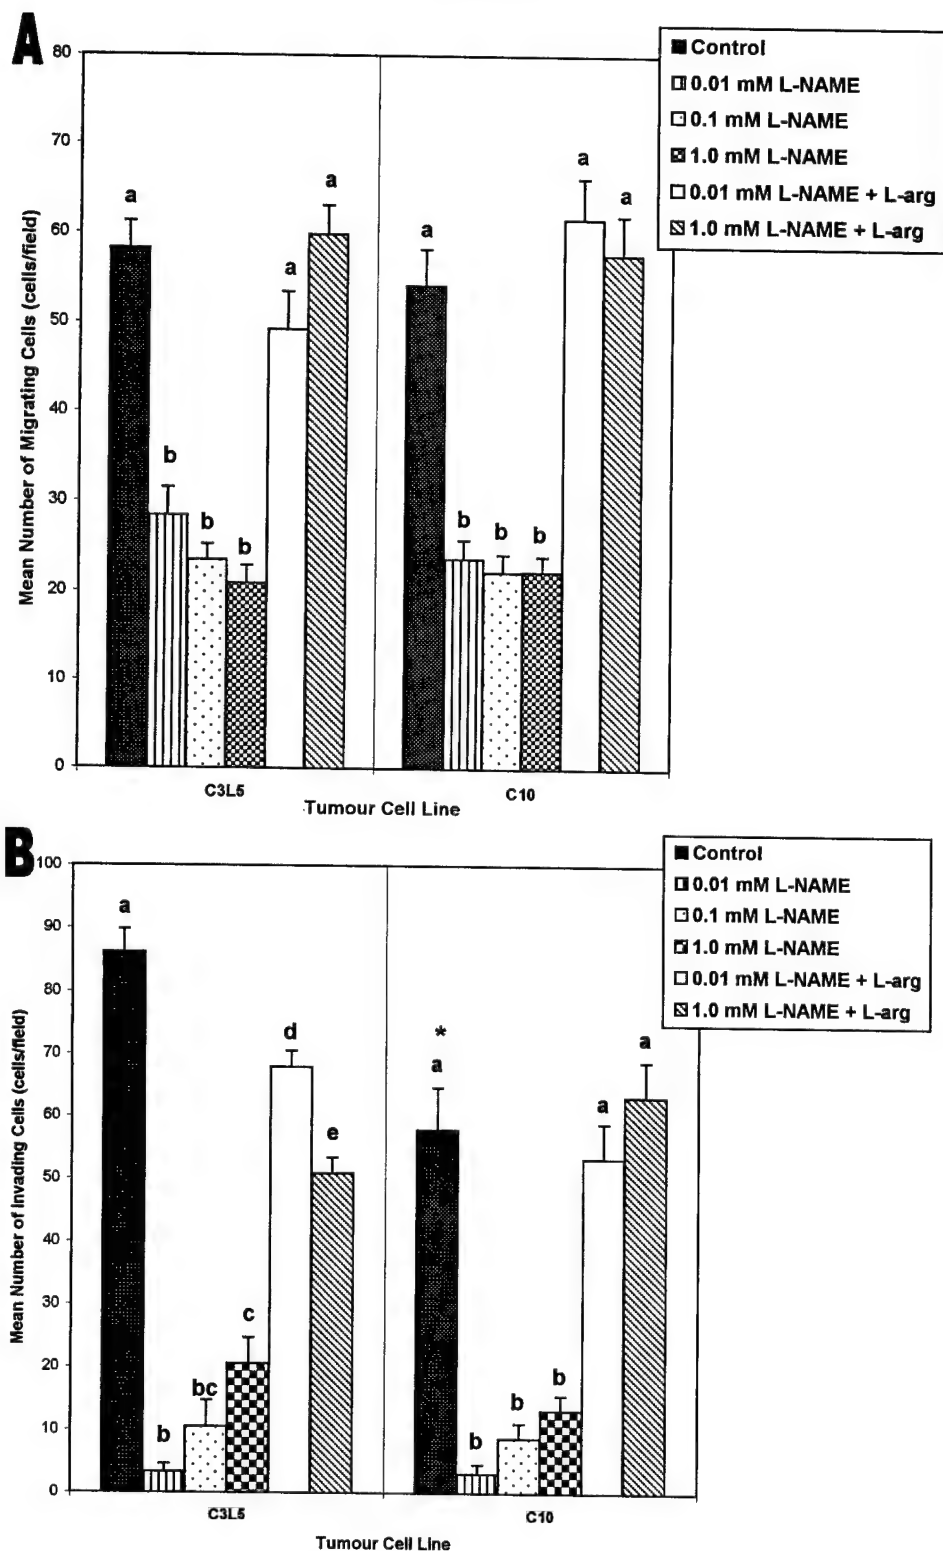 A
80
70
60
50
40
30
20
10
0
Mean Number of Migrating Cells (cells/field)
a
b
b
b
a
a
a
b
b
b
a
a
C3L5
C10
Tumour Cell Line
Control
0.01 mM L-NAME
0.1 mM L-NAME
1.0 mM L-NAME
0.01 mM L-NAME + L-arg
1.0 mM L-NAME + L-arg
B
100
90
80
70
60
50
40
30
20
10
0
Mean Number of Invading Cells (cells/field)
a
b
bc
c
d
e
*
a
b
b
b
a
a
C3L5
C10
Tumour Cell Line
Control
0.01 mM L-NAME
0.1 mM L-NAME
1.0 mM L-NAME
0.01 mM L-NAME + L-arg
1.0 mM L-NAME + L-arg